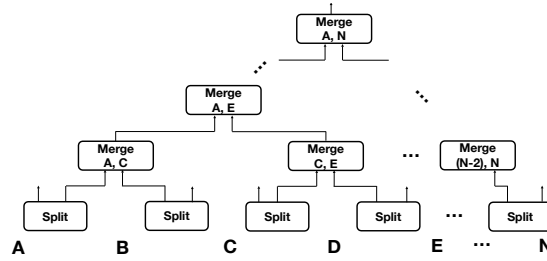 Merge
A, N
Merge
A, E
Merge
A, C
Merge
C, E
...
Merge
(N-2), N
Split
Split
Split
Split
...
Split
A B C D E ... N